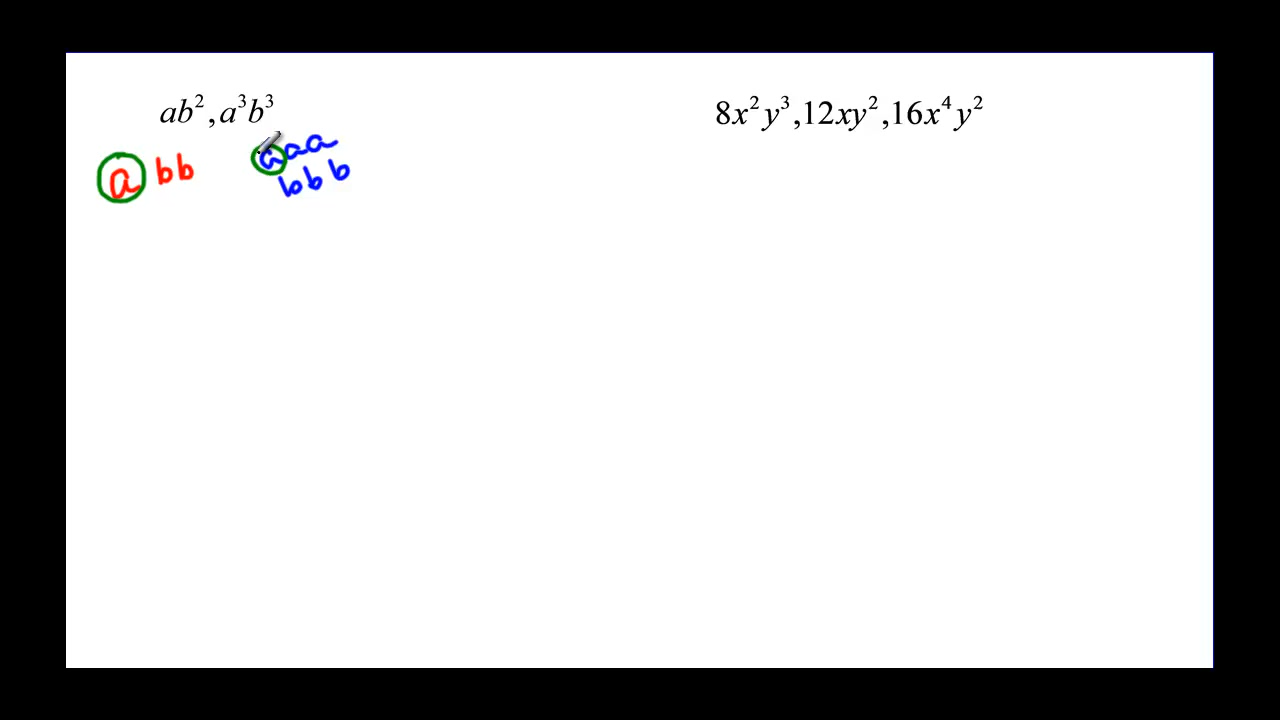 ab², a³b³
a bb
aaa
bbb
8x²y³,12xy²,16x⁴y²